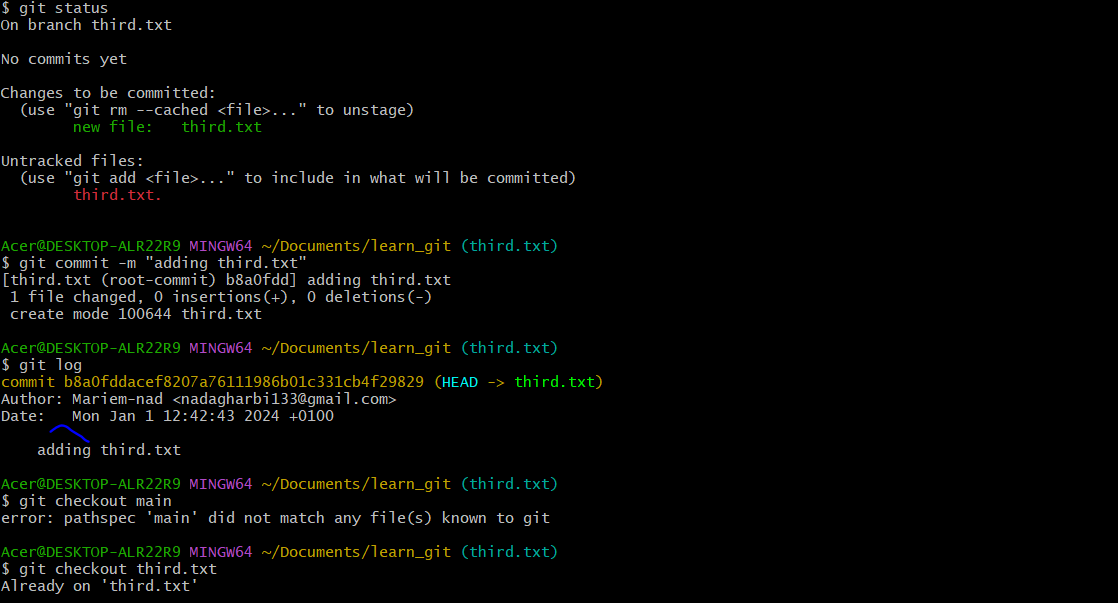 $ git status
On branch third.txt
No commits yet
Changes to be committed:
  (use "git rm --cached <file>..." to unstage)
        new file:   third.txt
Untracked files:
  (use "git add <file>..." to include in what will be committed)
        third.txt.
Acer@DESKTOP-ALR22R9 MINGW64 ~/Documents/learn_git (third.txt)
$ git commit -m "adding third.txt"
[third.txt (root-commit) b8a0fdd] adding third.txt
 1 file changed, 0 insertions(+), 0 deletions(-)
 create mode 100644 third.txt
Acer@DESKTOP-ALR22R9 MINGW64 ~/Documents/learn_git (third.txt)
$ git log
commit b8a0fddacef8207a76111986b01c331cb4f29829 (HEAD -> third.txt)
Author: Mariem-nad <nadagharbi133@gmail.com>
Date:   Mon Jan 1 12:42:43 2024 +0100
    adding third.txt
Acer@DESKTOP-ALR22R9 MINGW64 ~/Documents/learn_git (third.txt)
$ git checkout main
error: pathspec 'main' did not match any file(s) known to git
Acer@DESKTOP-ALR22R9 MINGW64 ~/Documents/learn_git (third.txt)
$ git checkout third.txt
Already on 'third.txt'